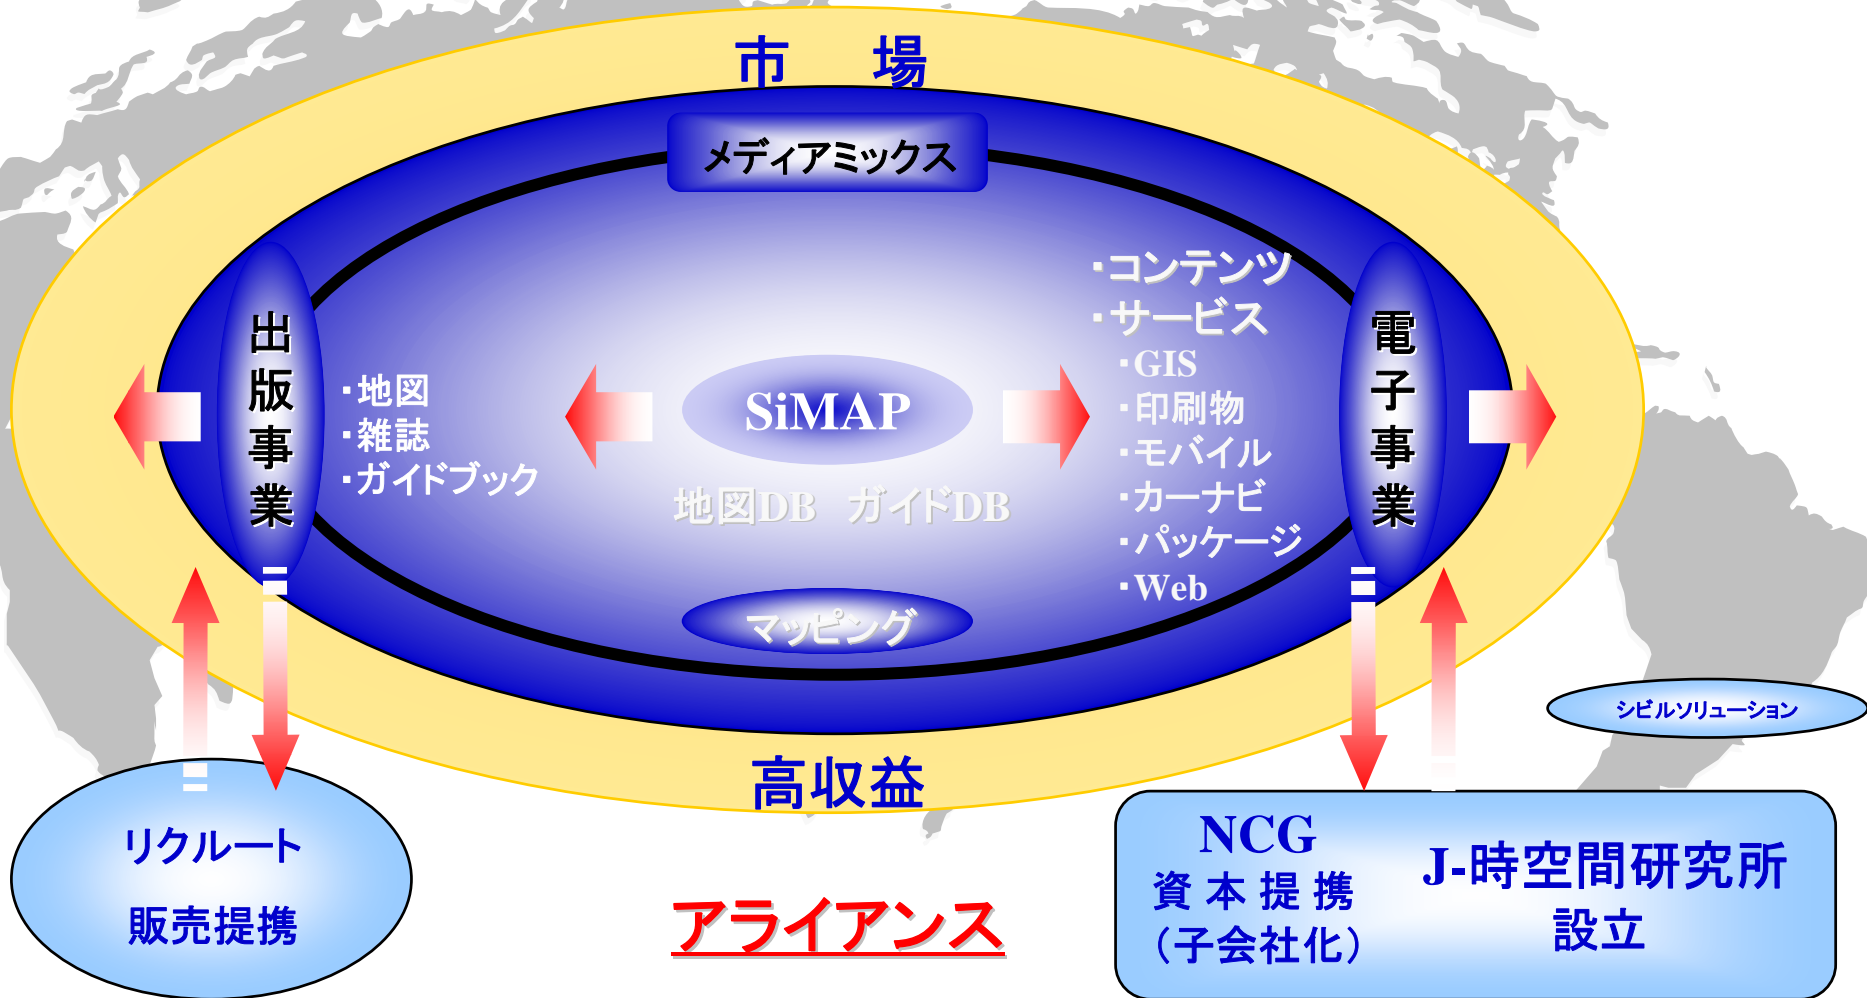 市　場
メディアミックス
出版事業
・地図
・雑誌
・ガイドブック
SiMAP
地図DB　ガイドDB
マッピング
・コンテンツ
・サービス
・GIS
・印刷物
・モバイル
・カーナビ
・パッケージ
・Web
電子事業
シビルソリューション
高収益
リクルート
販売提携
アライアンス
NCG
資本提携
（子会社化）
J-時空間研究所
設立